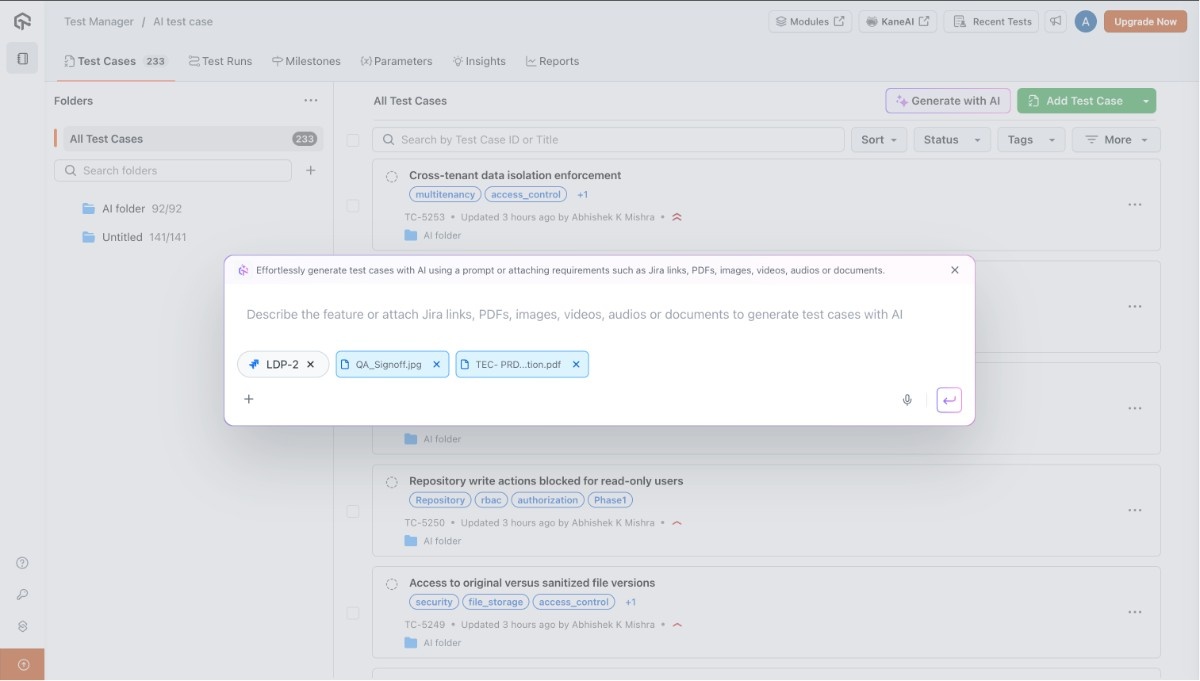 Test Manager / AI test case
Modules
KaneAI
Recent Tests
A
Upgrade Now
Test Cases 233
Test Runs
Milestones
Parameters
Insights
Reports
Folders
All Test Cases 233
Search folders
AI folder 92/92
Untitled 141/141
All Test Cases
Generate with AI
Add Test Case
Search by Test Case ID or Title
Sort
Status
Tags
More
Cross-tenant data isolation enforcement
multitenancy access_control +1
TC-5253 • Updated 3 hours ago by Abhishek K Mishra •
AI folder
Effortlessly generate test cases with AI using a prompt or attaching requirements such as Jira links, PDFs, images, videos, audios or documents.
Describe the feature or attach Jira links, PDFs, images, videos, audios or documents to generate test cases with AI
LDP-2
QA_Signoff.jpg
TEC- PRD...tion.pdf
AI folder
Repository write actions blocked for read-only users
Repository rbac authorization Phase1
TC-5250 • Updated 3 hours ago by Abhishek K Mishra •
AI folder
Access to original versus sanitized file versions
security file_storage access_control +1
TC-5249 • Updated 3 hours ago by Abhishek K Mishra •
AI folder